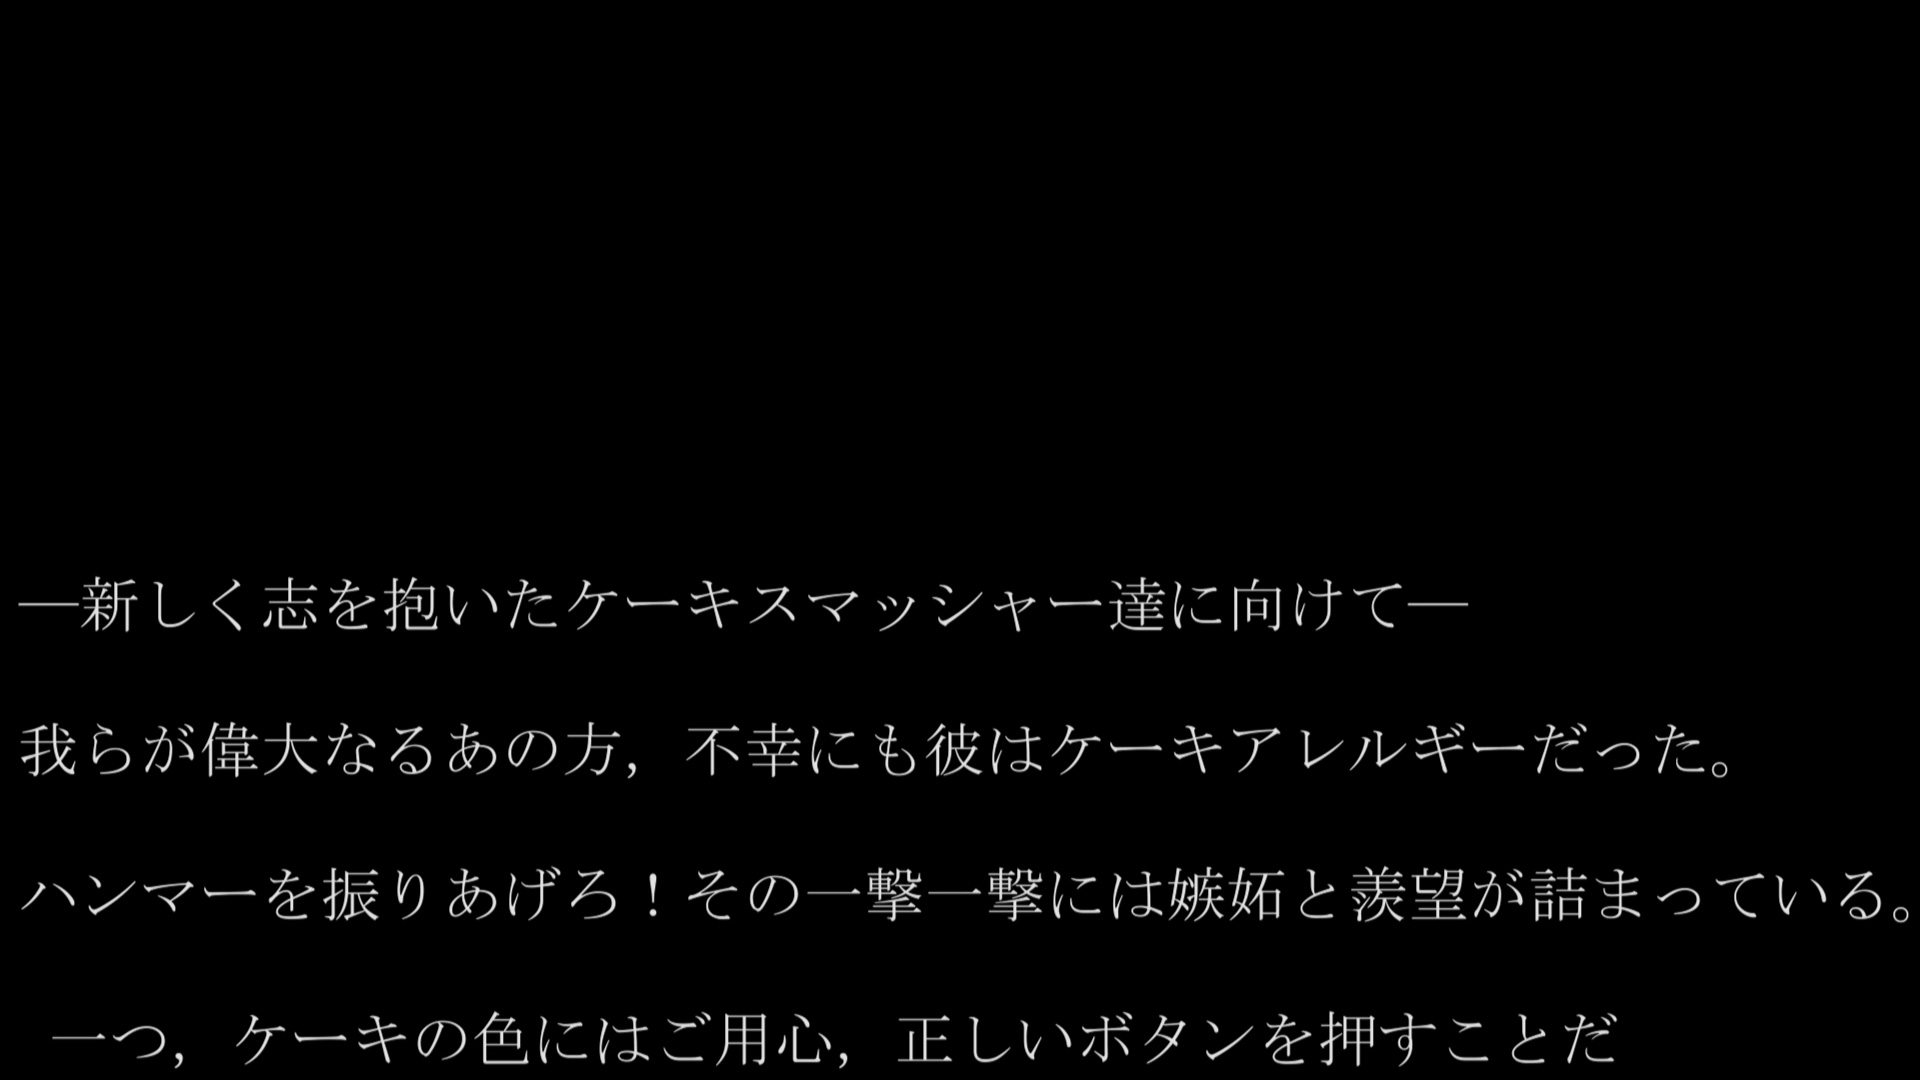 ―新しく志を抱いたケーキスマッシャー達に向けて―
我らが偉大なるあの方，不幸にも彼はケーキアレルギーだった。
ハンマーを振りあげろ！その一撃一撃には嫉妬と羨望が詰まっている。
一つ，ケーキの色にはご用心，正しいボタンを押すことだ